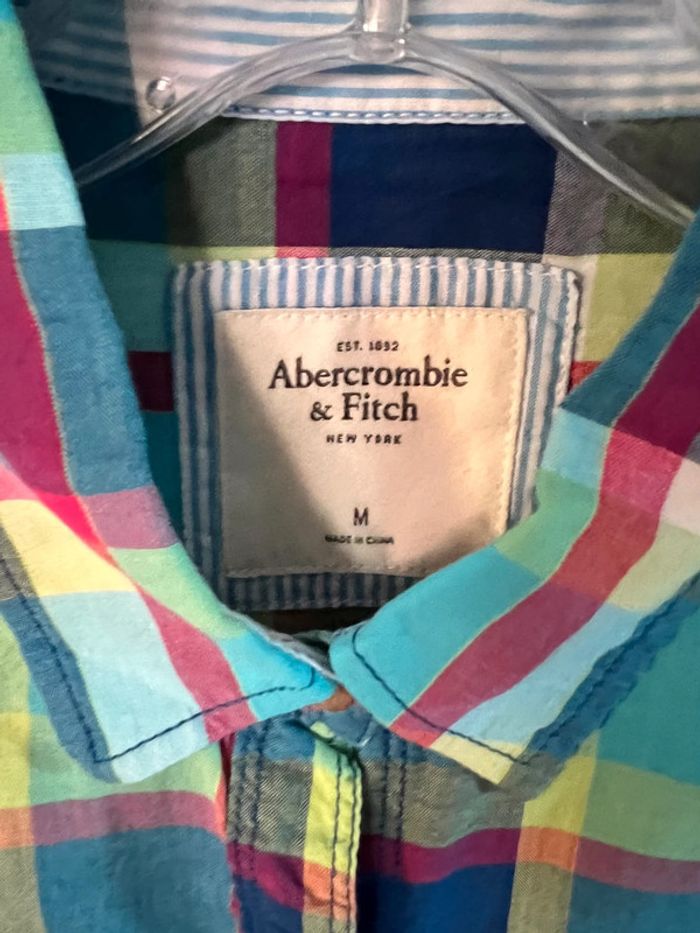 EST. 1892
Abercrombie
& Fitch
NEW YORK
M
MADE IN CHINA